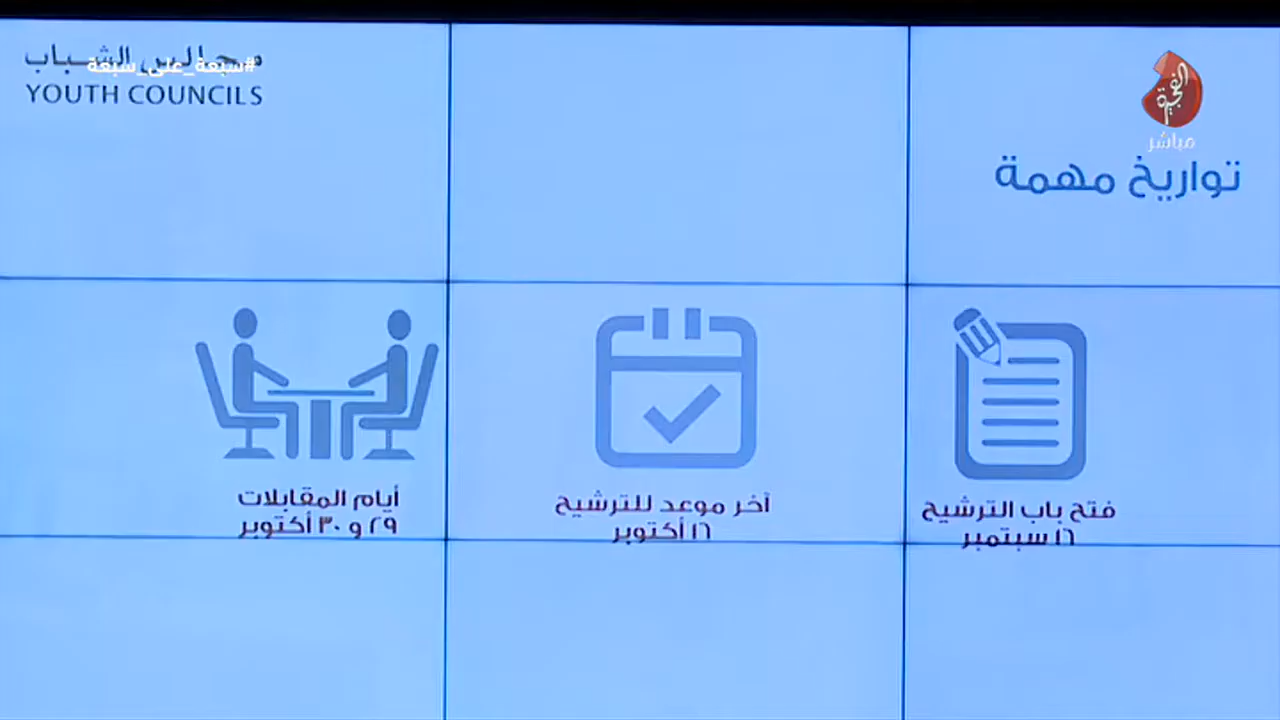 مجالس الشباب
#سبعة_على_سبعة
YOUTH COUNCILS
الفجيرة
مباشر
تواريخ مهمة
فتح باب الترشيح
١٦ سبتمبر
آخر موعد للترشيح
١٦ أكتوبر
أيام المقابلات
٢٩ و ٣٠ أكتوبر